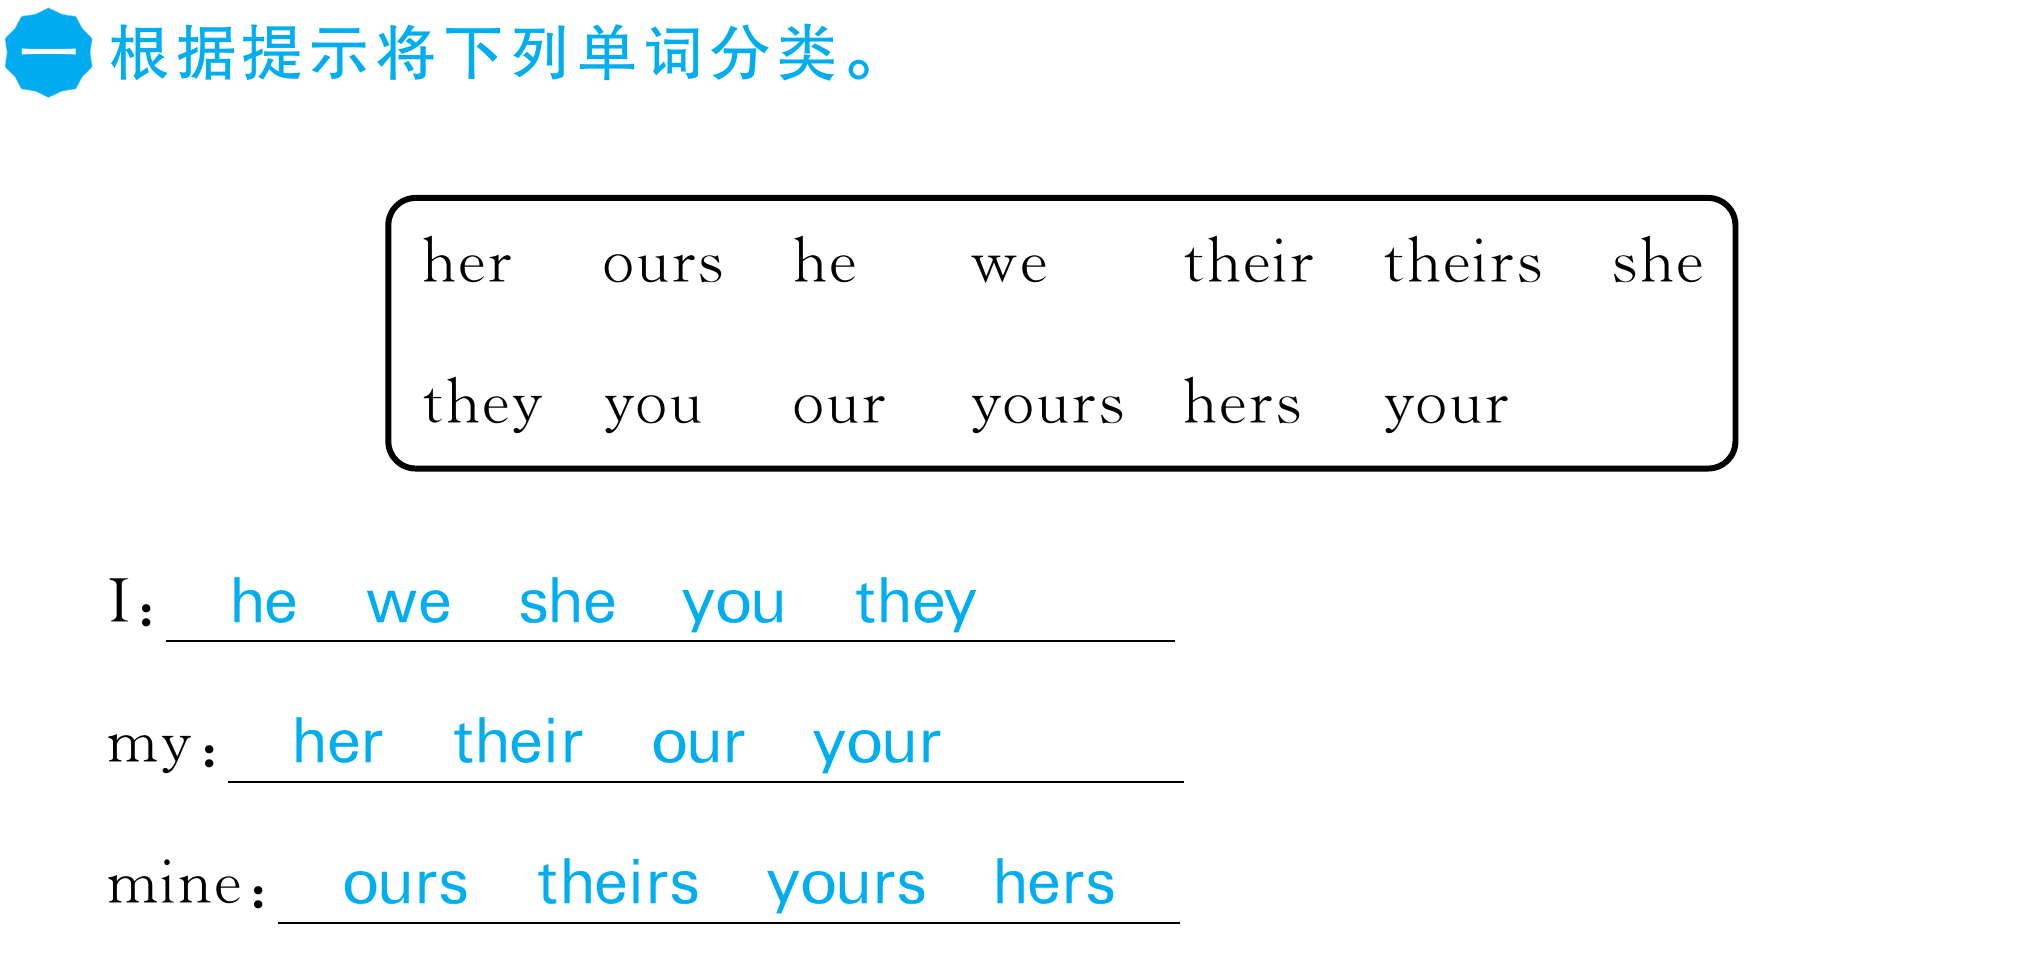 一 根据提示将下列单词分类。
her ours he we their theirs she
they you our yours hers your
I: he we she you they
my: her their our your
mine: ours theirs yours hers